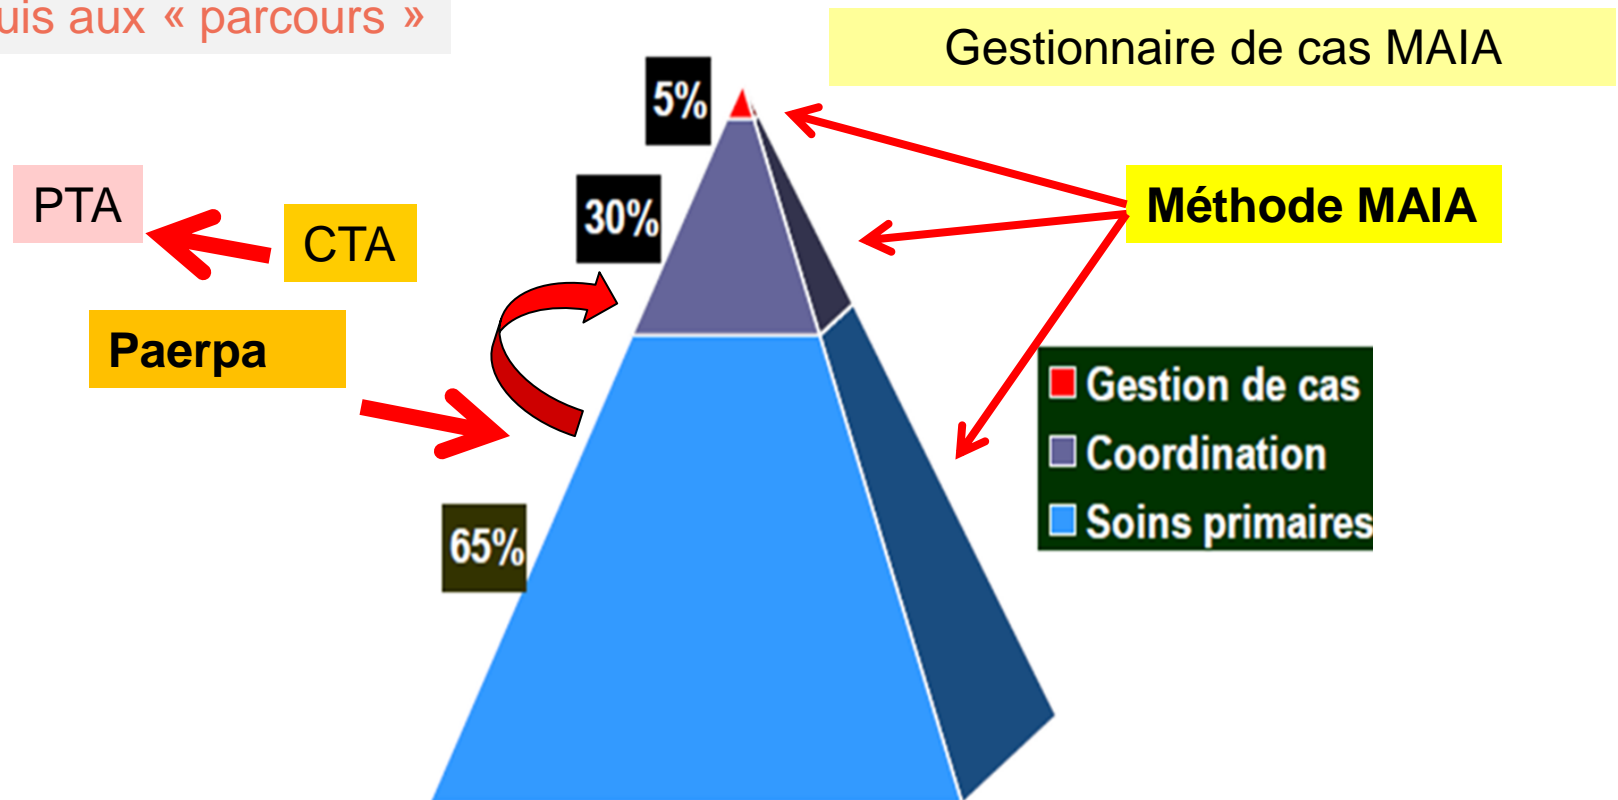 uis aux « parcours »
Gestionnaire de cas MAIA
5%
PTA
CTA
30%
Méthode MAIA
Paerpa
Gestion de cas
Coordination
Soins primaires
65%